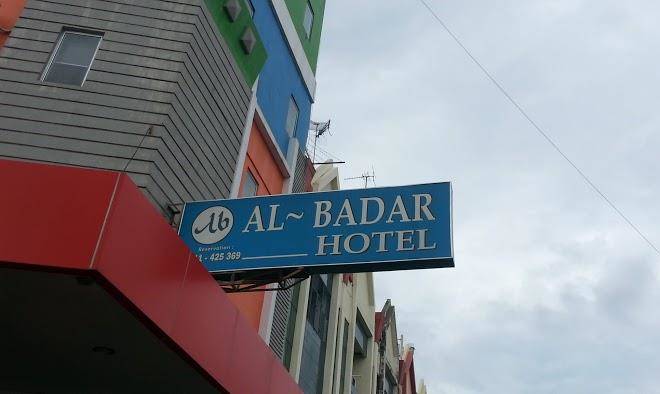 Ab
AL~ BADAR
HOTEL
Reservation :
- 425 369